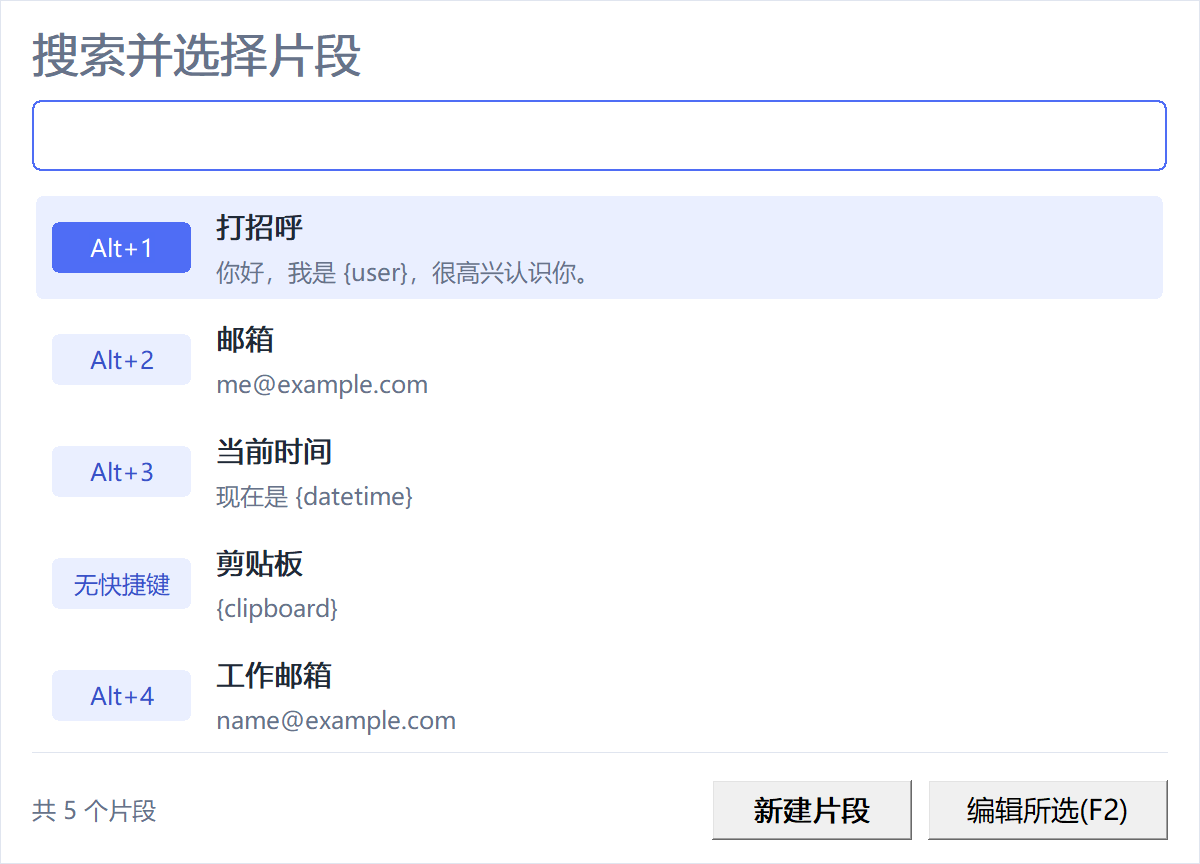 搜索并选择片段
Alt+1
打招呼
你好，我是 {user}，很高兴认识你。
Alt+2
邮箱
me@example.com
Alt+3
当前时间
现在是 {datetime}
无快捷键
剪贴板
{clipboard}
Alt+4
工作邮箱
name@example.com
共 5 个片段
新建片段
编辑所选(F2)